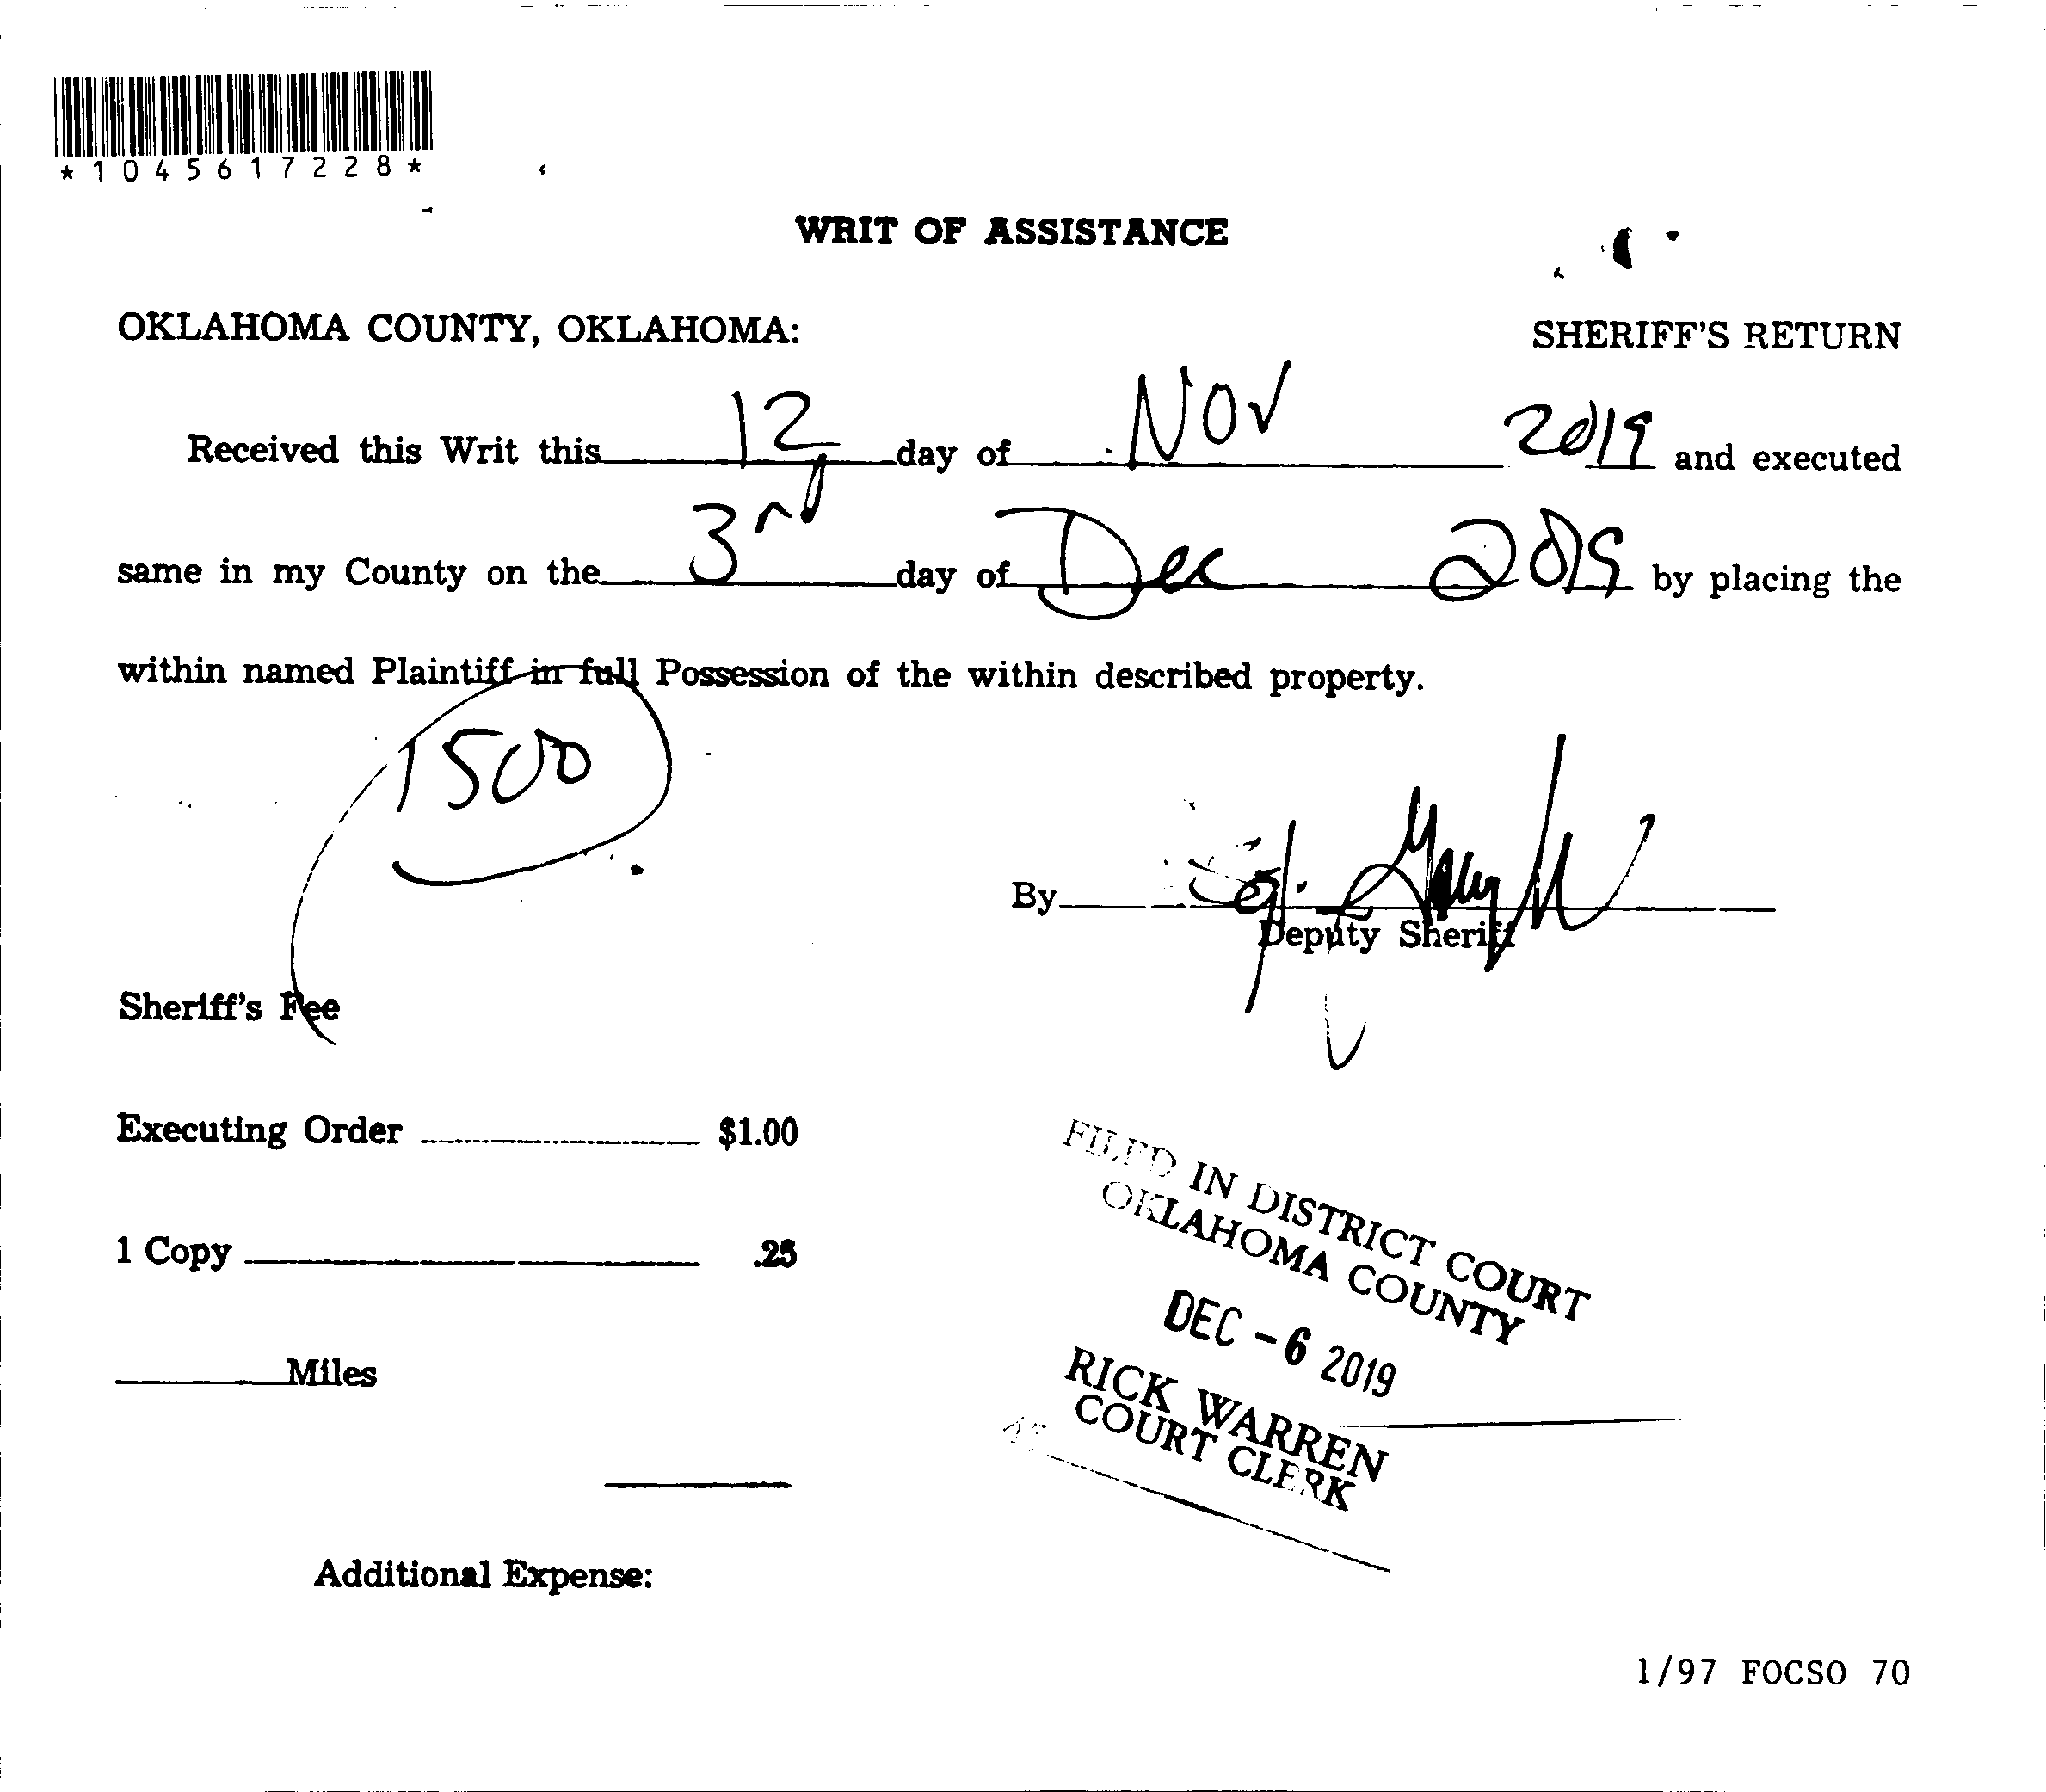 *1045617228*
WRIT OF ASSISTANCE
OKLAHOMA COUNTY, OKLAHOMA: SHERIFF'S RETURN
Received this Writ this 12 day of Nov 2019 and executed
same in my County on the 3rd day of Dec 2019 by placing the
within named Plaintiff in full Possession of the within described property.
1500
By
Deputy Sheriff
Sheriff's Fee
Executing Order $1.00
1 Copy .25
Miles
FILED IN DISTRICT COURT
OKLAHOMA COUNTY
DEC - 6 2019
RICK WARREN
COURT CLERK
Additional Expense:
1/97 FOCSO 70